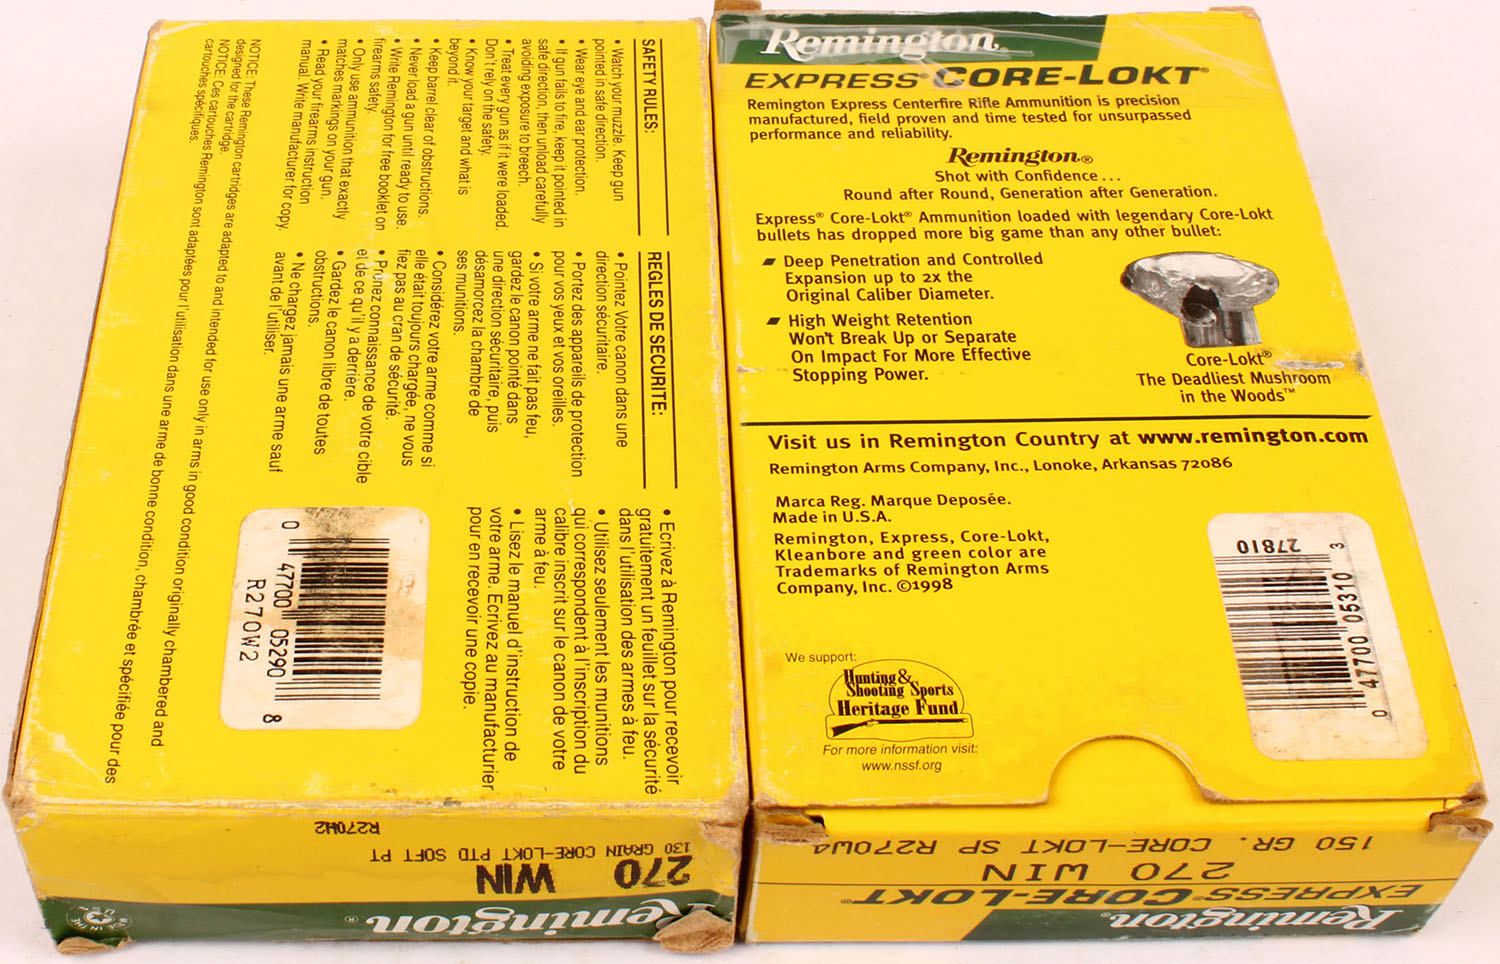 SAFETY RULES:
• Watch your muzzle. Keep gun
pointed in safe direction.
• Wear eye and ear protection.
• If gun fails to fire, keep it pointed in
safe direction, then unload carefully
avoiding exposure to breech.
• Treat every gun as if it were loaded.
Don't rely on the safety.
• Know your target and what is
beyond it.
• Keep barrel clear of obstructions.
• Never load a gun until ready to use.
• Write Remington for free booklet on
firearms safety.
• Only use ammunition that exactly
matches markings on your gun.
• Read your firearms instruction
manual. Write manufacturer for copy.
REGLES DE SECURITE:
• Pointez Votre canon dans une
direction sécuritaire.
• Portez des appareils de protection
pour vos yeux et vos oreilles.
• Si votre arme ne fait pas feu,
gardez le canon pointé dans
une direction sécuritaire, puis
désamorcez la chambre de
ses munitions.
• Considérez votre arme comme si
elle était toujours chargée, ne vous
fiez pas au cran de sécurité.
• Prenez connaissance de votre cible
et de ce qu'il y a derrière.
• Gardez le canon libre de toutes
obstructions.
• Ne chargez jamais une arme sauf
avant de l'utiliser.
• Ecrivez à Remington pour recevoir
gratuitement un feuillet sur la sécurité
dans l'utilisation des armes à feu.
• Utilisez seulement les munitions
qui correspondent à l'inscription du
calibre inscrit sur le canon de votre
arme à feu.
• Lisez le manuel d'instruction de
votre arme. Ecrivez au manufacturier
pour en recevoir une copie.
NOTICE: These Remington cartridges are adapted to and intended for use only in arms in good condition originally chambered and
designed for the cartridge.
NOTICE: Ces cartouches Remington sont adaptées pour l'utilisation dans une arme de bonne condition, chambrée et spécifiée pour des
cartouches spécifiques.
0 47700 05290 8
R270W2
R270W2
130 GRAIN CORE-LOKT PTD SOFT PT
270 WIN
Remington®
MADE IN THE U.S.A.
Remington®
EXPRESS® CORE-LOKT®
Remington Express Centerfire Rifle Ammunition is precision
manufactured, field proven and time tested for unsurpassed
performance and reliability.
Remington®
Shot with Confidence...
Round after Round, Generation after Generation.
Express® Core-Lokt® Ammunition loaded with legendary Core-Lokt
bullets has dropped more big game than any other bullet:
Deep Penetration and Controlled
Expansion up to 2x the
Original Caliber Diameter.
High Weight Retention
Won't Break Up or Separate
On Impact For More Effective
Stopping Power.
Core-Lokt®
The Deadliest Mushroom
in the Woods™
Visit us in Remington Country at www.remington.com
Remington Arms Company, Inc., Lonoke, Arkansas 72086
Marca Reg. Marque Deposée.
Made in U.S.A.
Remington, Express, Core-Lokt,
Kleanbore and green color are
Trademarks of Remington Arms
Company, Inc. ©1998
27810
0 47700 05310 3
We support:
Hunting &
Shooting Sports
Heritage Fund
For more information visit:
www.nssf.org
150 GR. CORE-LOKT SP R270W4
270 WIN
EXPRESS® CORE-LOKT®
Remington®